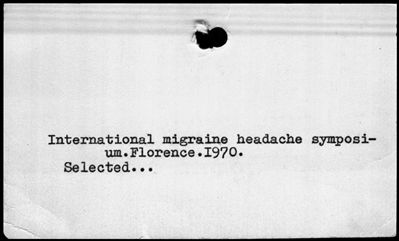 International migraine headache symposi-
um.Florence.I970.
Selected...